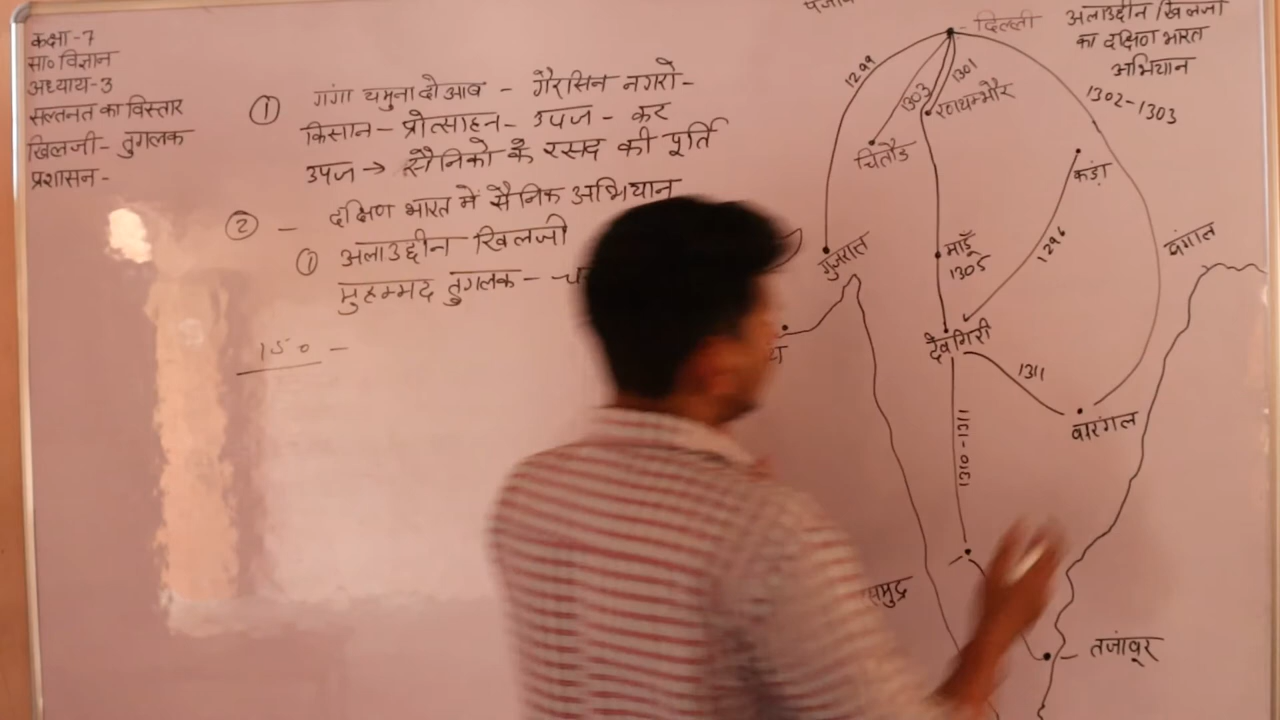 कक्षा-7
सा० विज्ञान
अध्याय-3
सल्तनत का विस्तार
खिलजी- तुगलक
प्रशासन-
① गंगा यमुना दोआब - गैरसिन नगरो-
किसान- प्रोत्साहन- उपज - कर
उपज → सैनिको के रसद की पूर्ति
② - दक्षिण भारत में सैनिक अभियान
① अलाउद्दीन खिलजी
मुहम्मद तुगलक -
150 -
दिल्ली
अलाउद्दीन खिलजी
का दक्षिण भारत
अभियान
1302-1303
1299
1303
1301
रणथम्भौर
चितौड
कड़ा
1296
गुजरात
माडूँ
1305
बंगाल
देवगिरी
1311
वारंगल
1310-1311
समुद्र
तजांवूर